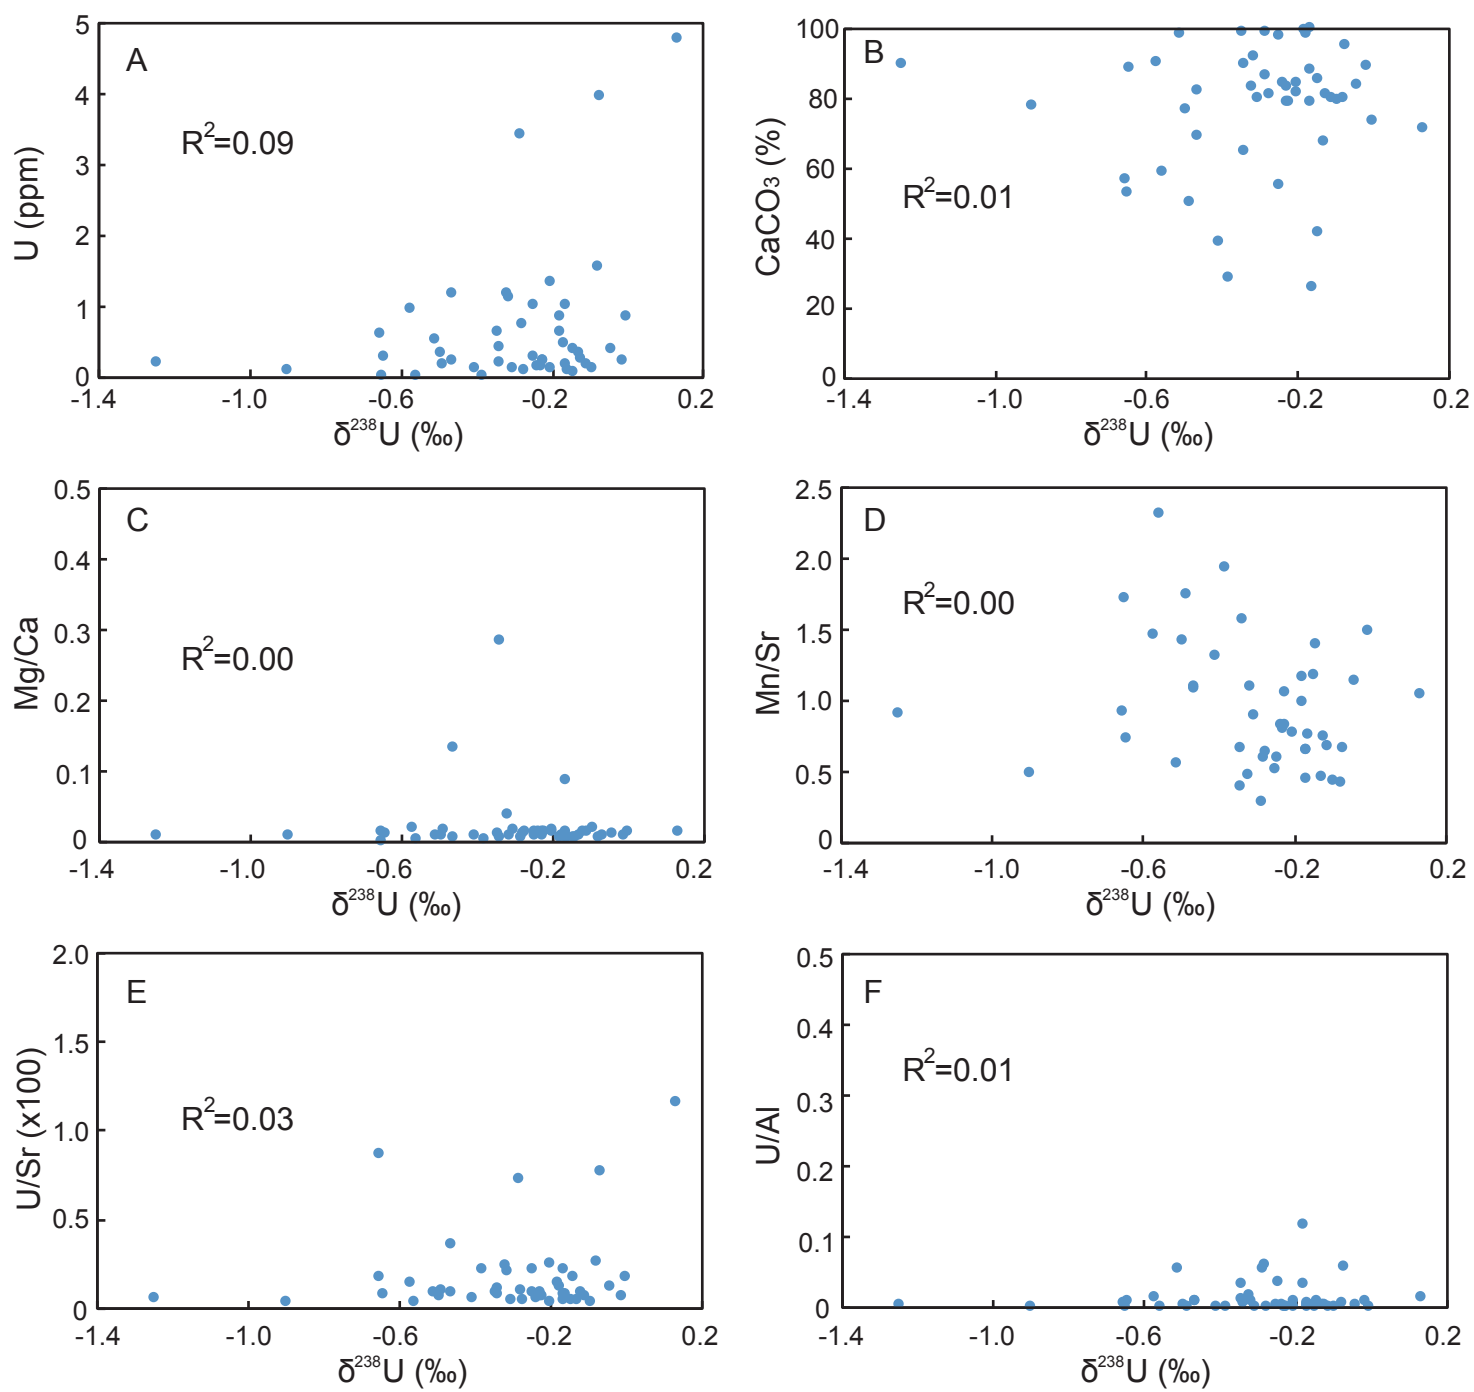 A
R²=0.09
U (ppm)
5
4
3
2
1
0
-1.4
-1.0
-0.6
-0.2
0.2
δ²³⁸U (‰)
B
R²=0.01
CaCO₃ (%)
100
80
60
40
20
0
-1.4
-1.0
-0.6
-0.2
0.2
δ²³⁸U (‰)
C
R²=0.00
Mg/Ca
0.5
0.4
0.3
0.2
0.1
0
-1.4
-1.0
-0.6
-0.2
0.2
δ²³⁸U (‰)
D
R²=0.00
Mn/Sr
2.5
2.0
1.5
1.0
0.5
0
-1.4
-1.0
-0.6
-0.2
0.2
δ²³⁸U (‰)
E
R²=0.03
U/Sr (x100)
2.0
1.5
1.0
0.5
0
-1.4
-1.0
-0.6
-0.2
0.2
δ²³⁸U (‰)
F
R²=0.01
U/Al
0.5
0.4
0.3
0.2
0.1
0
-1.4
-1.0
-0.6
-0.2
0.2
δ²³⁸U (‰)